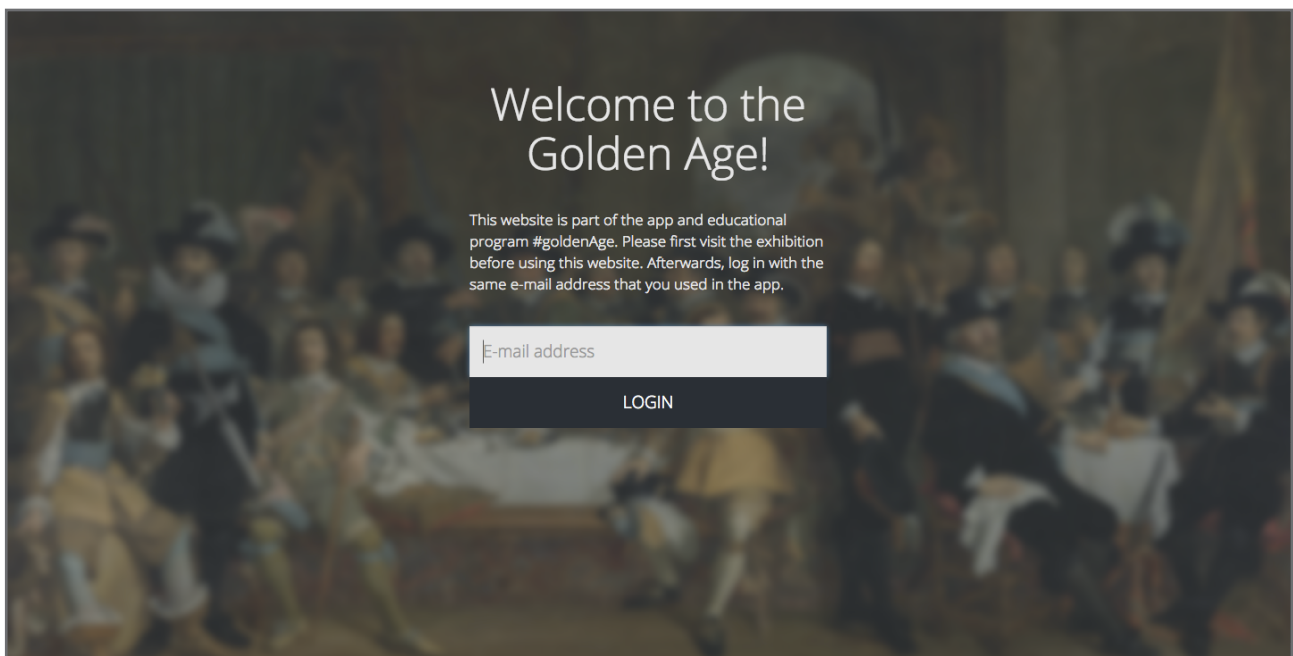 Welcome to the
Golden Age!
This website is part of the app and educational
program #goldenAge. Please first visit the exhibition
before using this website. Afterwards, log in with the
same e-mail address that you used in the app.
E-mail address
LOGIN